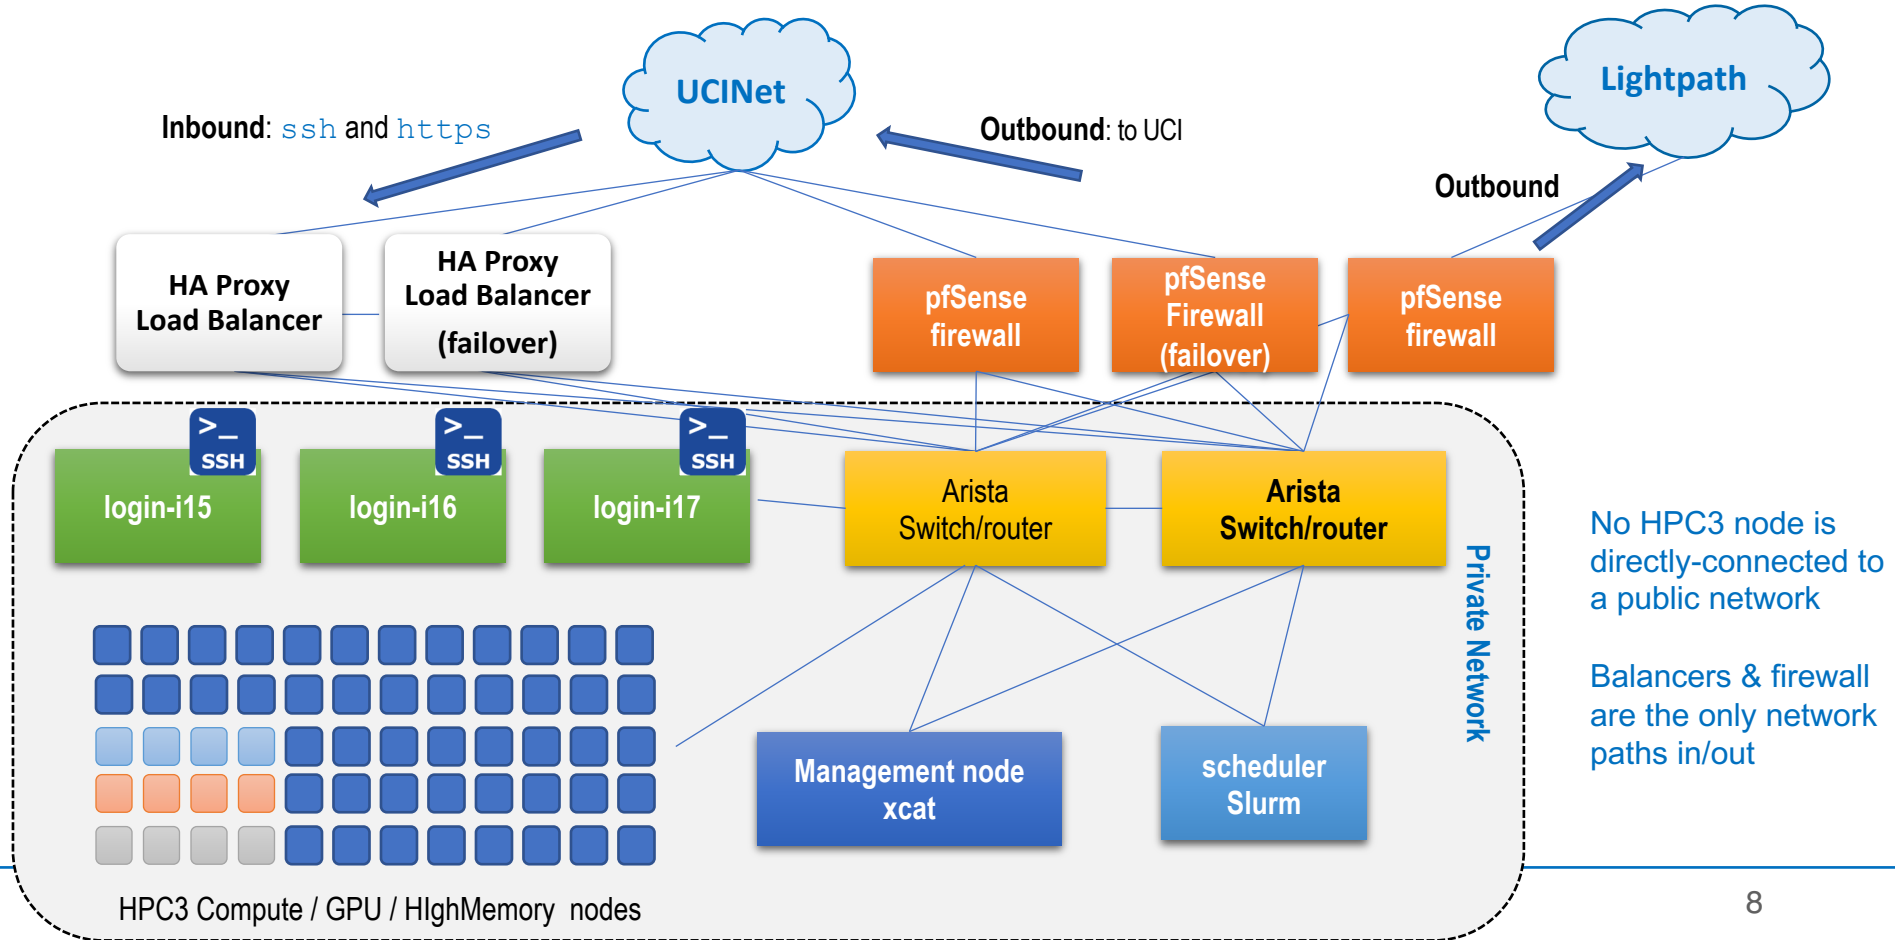 UCINet
Lightpath
Inbound: ssh and https
Outbound: to UCI
Outbound
HA Proxy
Load Balancer
HA Proxy
Load Balancer
(failover)
pfSense
firewall
pfSense
Firewall
(failover)
pfSense
firewall
>_
SSH
login-i15
>_
SSH
login-i16
>_
SSH
login-i17
Arista
Switch/router
Arista
Switch/router
Private Network
No HPC3 node is
directly-connected to
a public network
Balancers & firewall
are the only network
paths in/out
Management node
xcat
scheduler
Slurm
HPC3 Compute / GPU / HIghMemory nodes
8